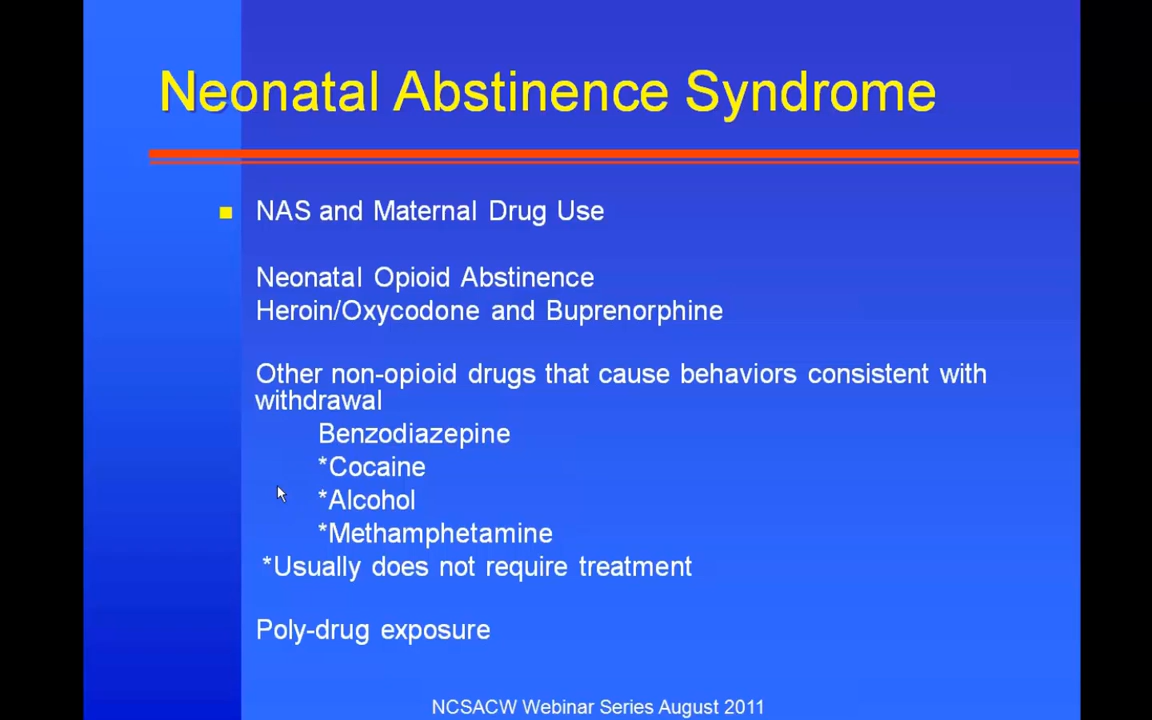 Neonatal Abstinence Syndrome
NAS and Maternal Drug Use
Neonatal Opioid Abstinence
Heroin/Oxycodone and Buprenorphine
Other non-opioid drugs that cause behaviors consistent with
withdrawal
Benzodiazepine
*Cocaine
*Alcohol
*Methamphetamine
*Usually does not require treatment
Poly-drug exposure
NCSACW Webinar Series August 2011